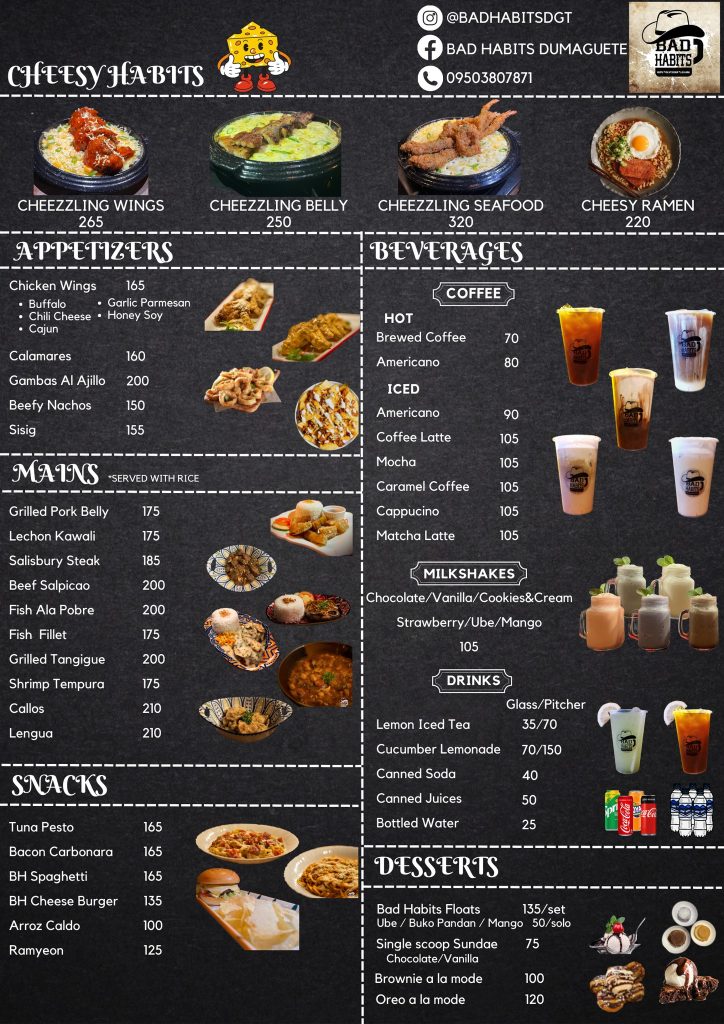 @BADHABITSDGT
BAD HABITS DUMAGUETE
09503807871
BAD
HABITS
CHEESY HABITS
CHEEZZLING WINGS
265
CHEEZZLING BELLY
250
CHEEZZLING SEAFOOD
320
CHEESY RAMEN
220
APPETIZERS
Chicken Wings 165
• Buffalo
• Chili Cheese
• Cajun
• Garlic Parmesan
• Honey Soy
Calamares 160
Gambas Al Ajillo 200
Beefy Nachos 150
Sisig 155
MAINS *SERVED WITH RICE
Grilled Pork Belly 175
Lechon Kawali 175
Salisbury Steak 185
Beef Salpicao 200
Fish Ala Pobre 200
Fish Fillet 175
Grilled Tangigue 200
Shrimp Tempura 175
Callos 210
Lengua 210
SNACKS
Tuna Pesto 165
Bacon Carbonara 165
BH Spaghetti 165
BH Cheese Burger 135
Arroz Caldo 100
Ramyeon 125
BEVERAGES
COFFEE
HOT
Brewed Coffee 70
Americano 80
ICED
Americano 90
Coffee Latte 105
Mocha 105
Caramel Coffee 105
Cappucino 105
Matcha Latte 105
MILKSHAKES
Chocolate/Vanilla/Cookies&Cream
Strawberry/Ube/Mango
105
DRINKS
Glass/Pitcher
Lemon Iced Tea 35/70
Cucumber Lemonade 70/150
Canned Soda 40
Canned Juices 50
Bottled Water 25
DESSERTS
Bad Habits Floats 135/set
Ube / Buko Pandan / Mango 50/solo
Single scoop Sundae 75
Chocolate/Vanilla
Brownie a la mode 100
Oreo a la mode 120